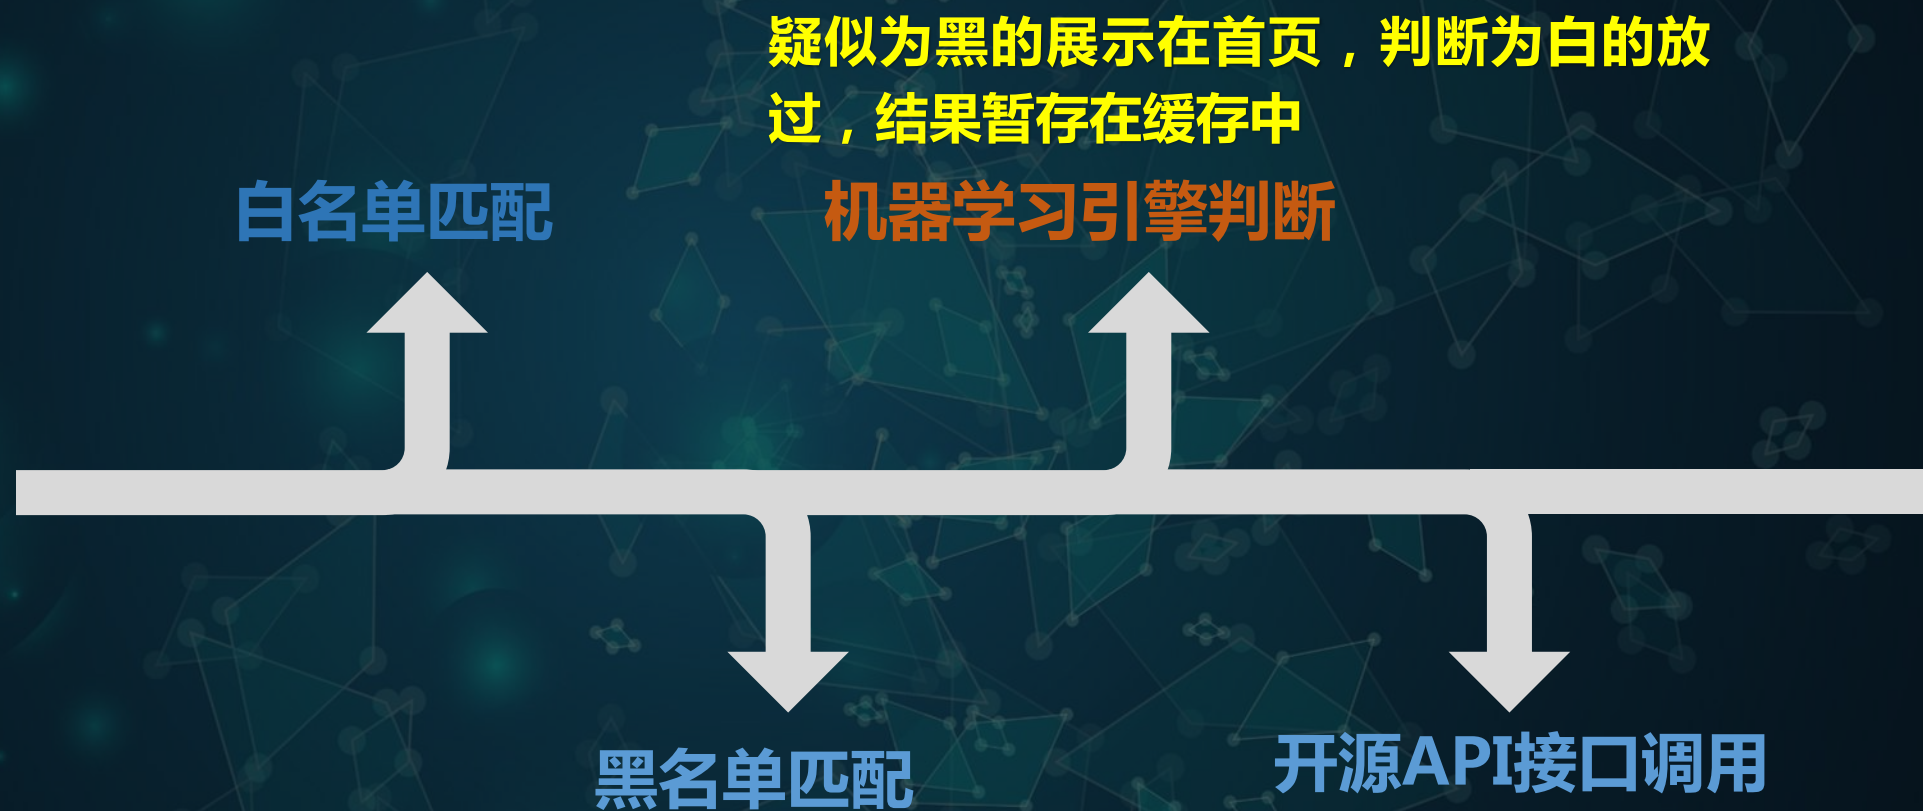 疑似为黑的展示在首页，判断为白的放
过，结果暂存在缓存中
白名单匹配
机器学习引擎判断
黑名单匹配
开源API接口调用